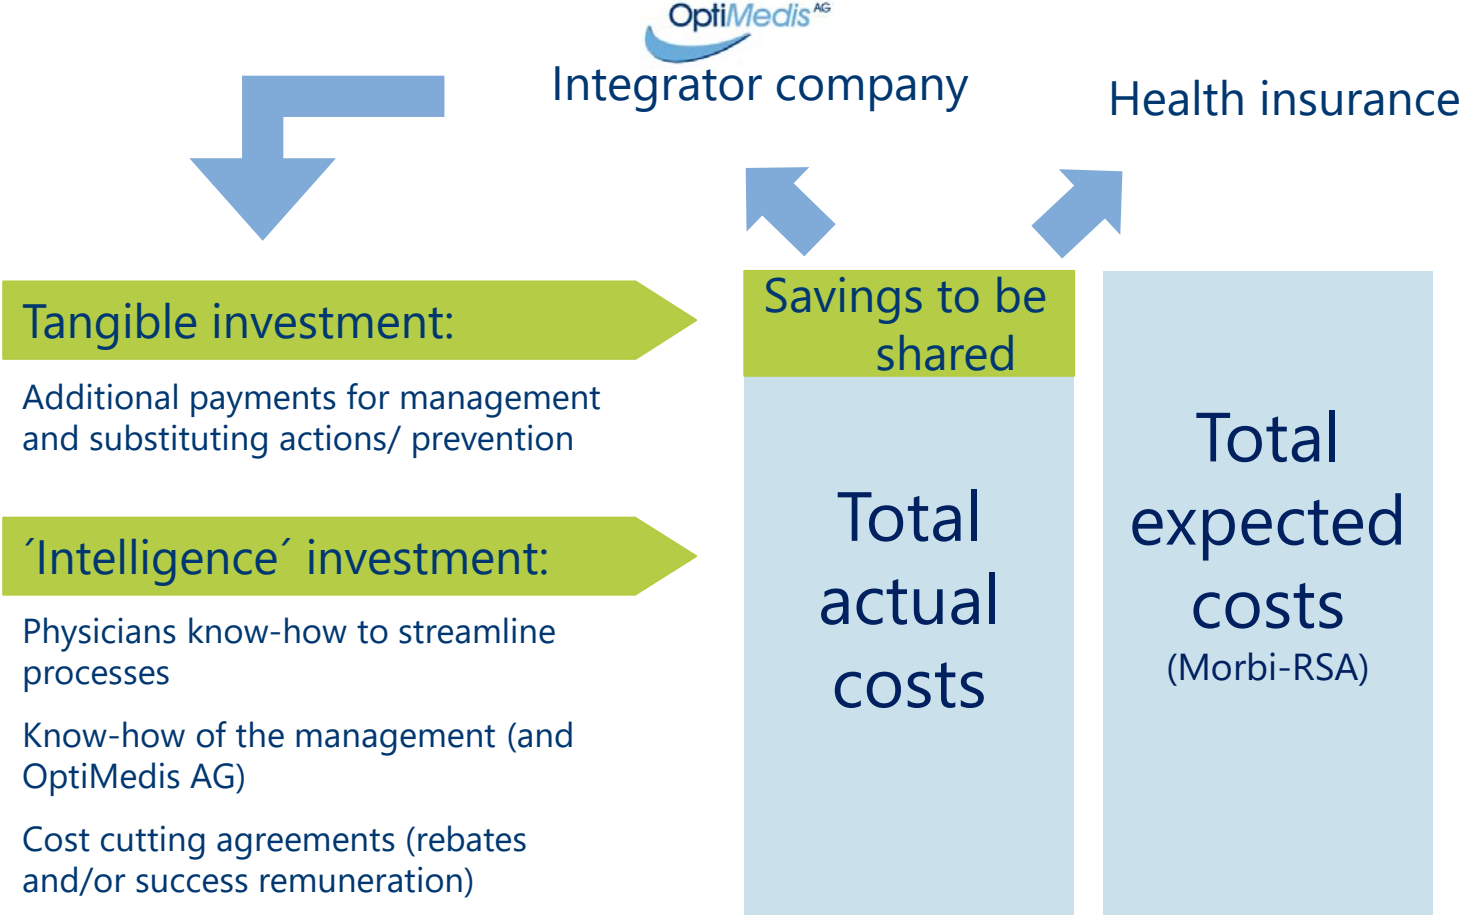 OptiMedis AG
Integrator company
Health insurance
Tangible investment:
Additional payments for management
and substituting actions/ prevention
´Intelligence´ investment:
Physicians know-how to streamline
processes
Know-how of the management (and
OptiMedis AG)
Cost cutting agreements (rebates
and/or success remuneration)
Savings to be
shared
Total
actual
costs
Total
expected
costs
(Morbi-RSA)